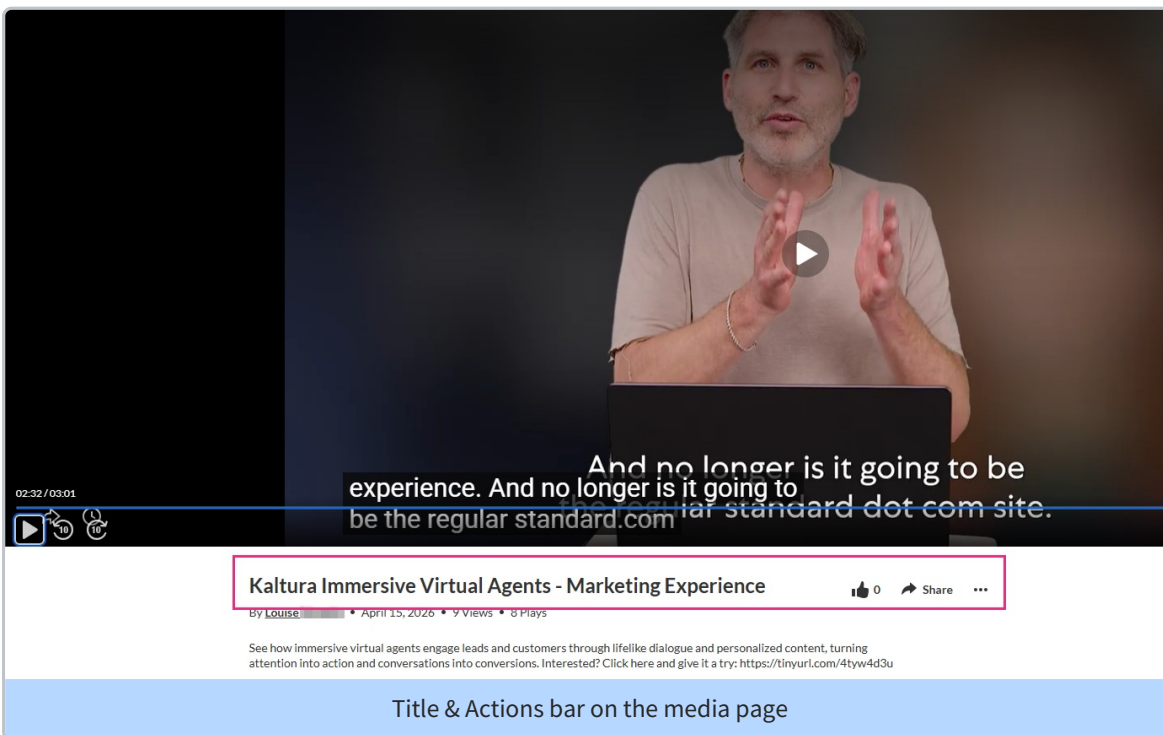 And no longer is it going to be
the regular standard dot com site.
experience. And no longer is it going to
be the regular standard.com
02:32 / 03:01
10
10
Kaltura Immersive Virtual Agents - Marketing Experience
0
Share
By Louise • April 15, 2026 • 9 Views • 8 Plays
See how immersive virtual agents engage leads and customers through lifelike dialogue and personalized content, turning
attention into action and conversations into conversions. Interested? Click here and give it a try: https://tinyurl.com/4tyw4d3u
Title & Actions bar on the media page